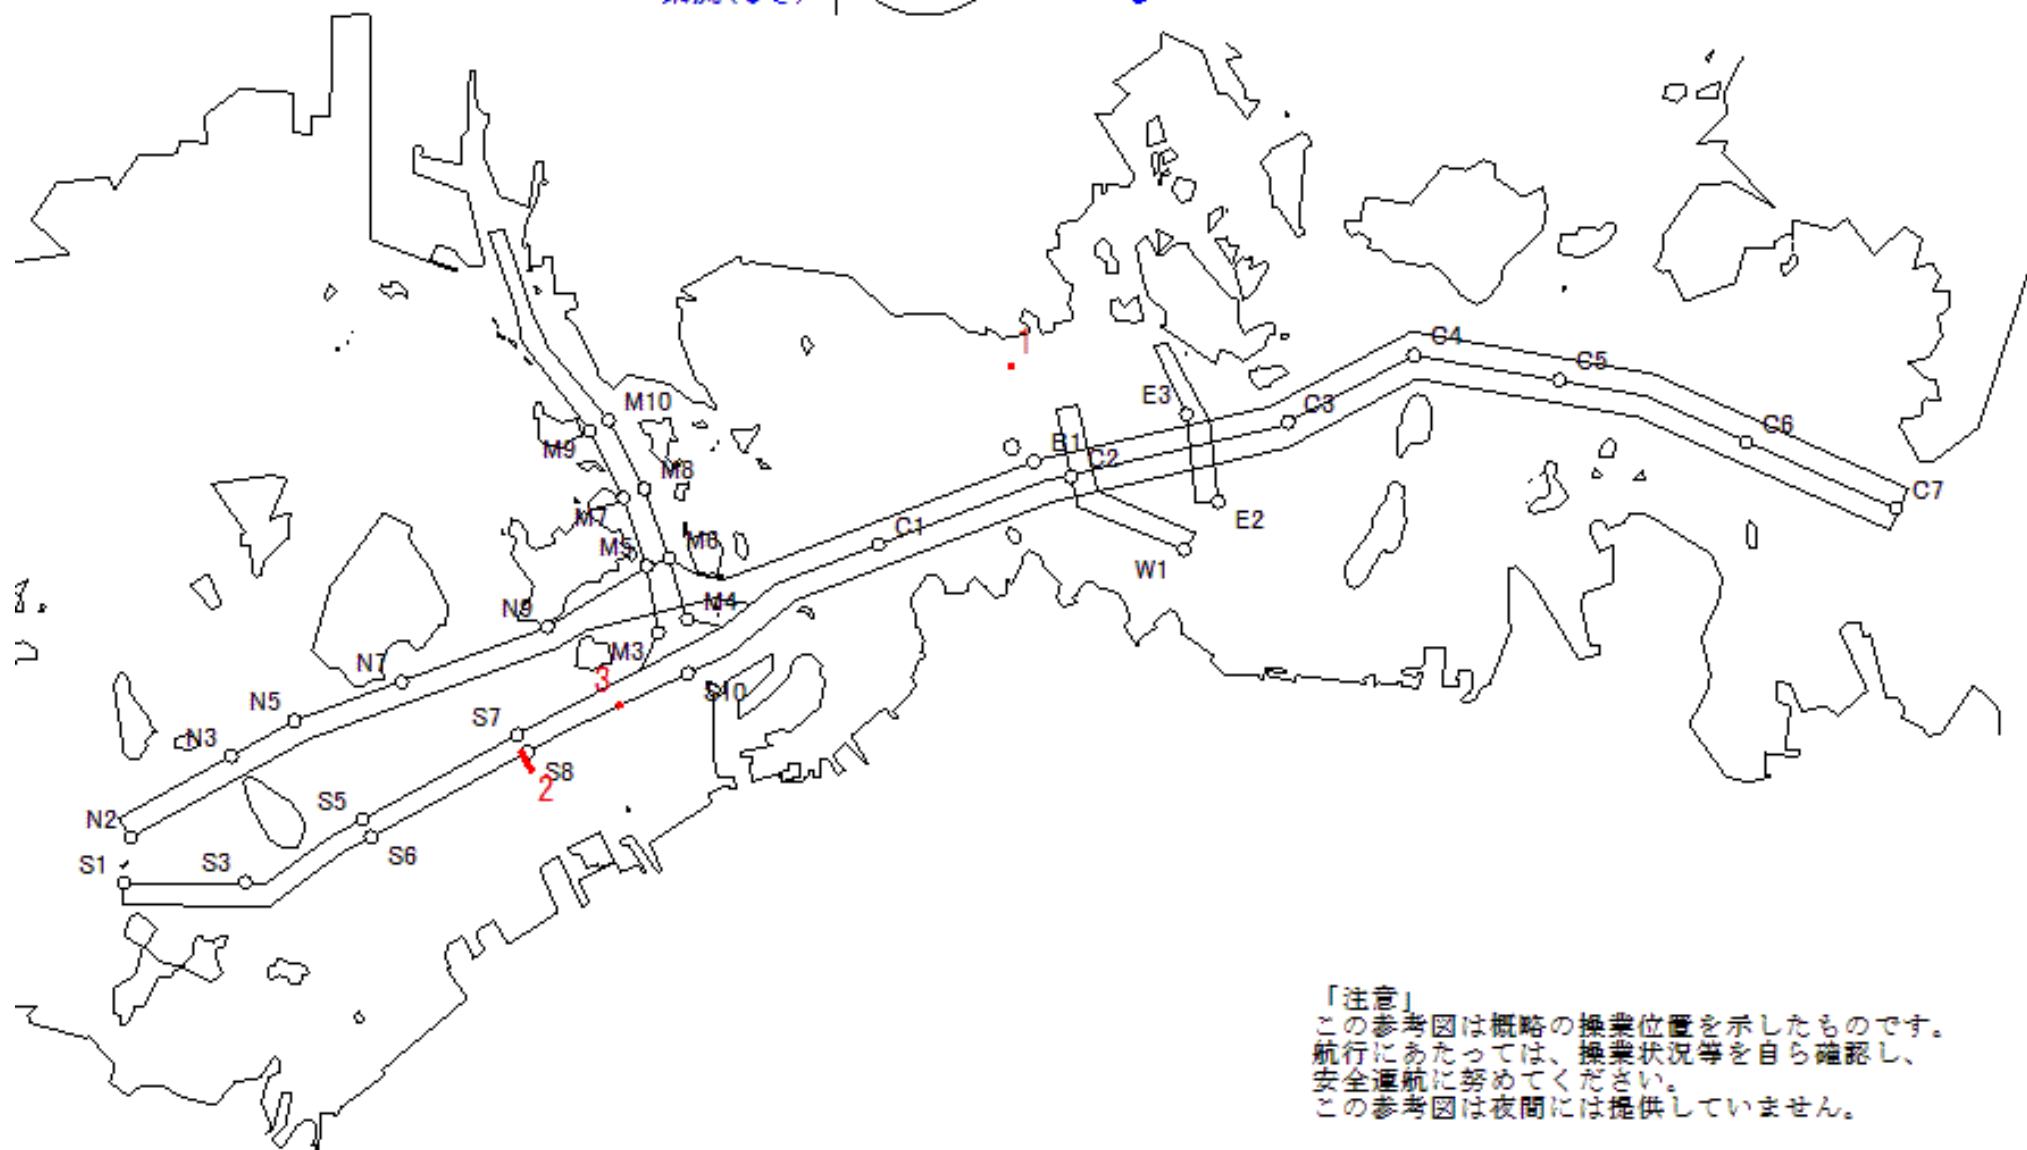 1
C4
C5
M10
E3
C3
C6
M9
B1
M8
C2
C7
M7
E2
C1
M5
M6
W1
N9
M4
M3
N7
3
S10
N5
S7
N3
S8
2
S5
N2
S6
S1
S3
「注意」
この参考図は概略の操業位置を示したものです。
航行にあたっては、操業状況等を自ら確認し、
安全運航に努めてください。
この参考図は夜間には提供していません。